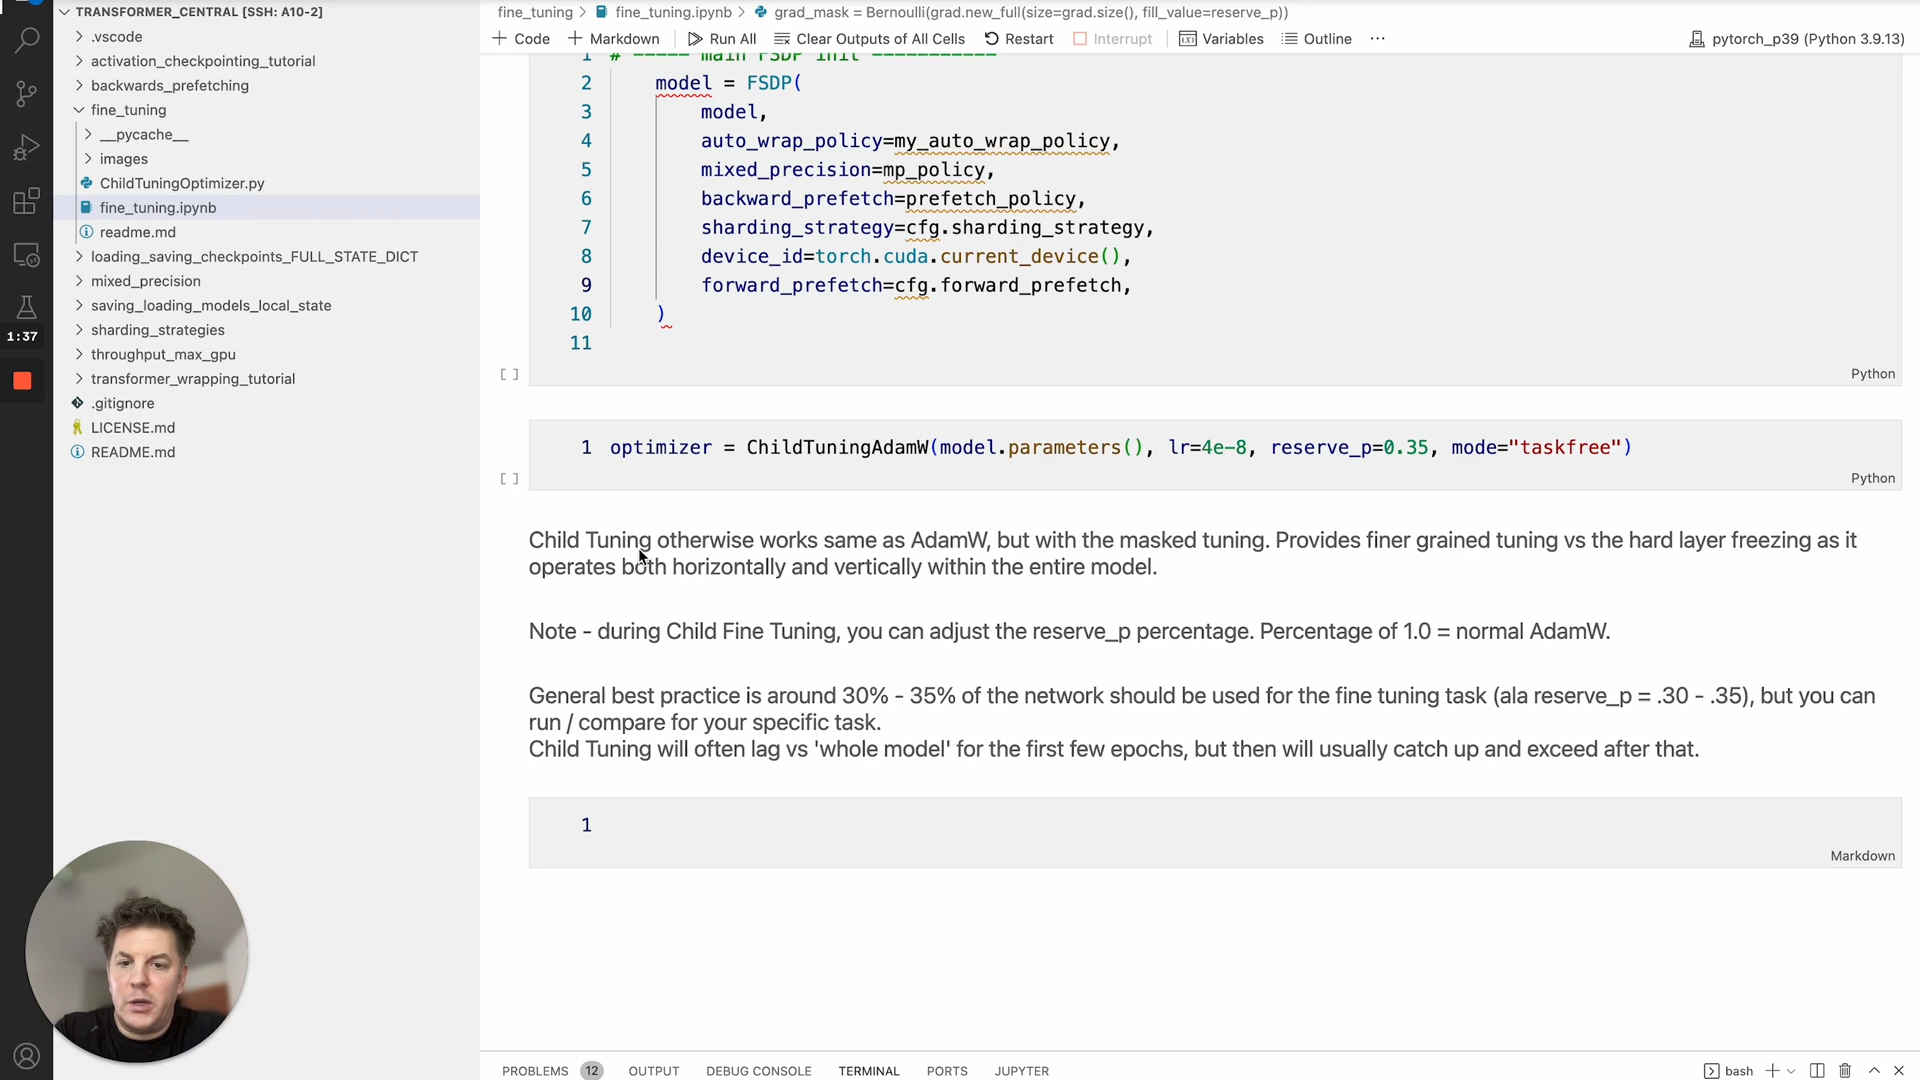 TRANSFORMER_CENTRAL [SSH: A10-2]
.vscode
activation_checkpointing_tutorial
backwards_prefetching
fine_tuning
__pycache__
images
ChildTuningOptimizer.py
fine_tuning.ipynb
readme.md
loading_saving_checkpoints_FULL_STATE_DICT
mixed_precision
saving_loading_models_local_state
sharding_strategies
throughput_max_gpu
transformer_wrapping_tutorial
.gitignore
LICENSE.md
README.md
1:37
fine_tuning > fine_tuning.ipynb > grad_mask = Bernoulli(grad.new_full(size=grad.size(), fill_value=reserve_p))
+ Code + Markdown Run All Clear Outputs of All Cells Restart Interrupt Variables Outline ... pytorch_p39 (Python 3.9.13)
1 # ----- main FSDP init -----------
2 model = FSDP(
3 model,
4 auto_wrap_policy=my_auto_wrap_policy,
5 mixed_precision=mp_policy,
6 backward_prefetch=prefetch_policy,
7 sharding_strategy=cfg.sharding_strategy,
8 device_id=torch.cuda.current_device(),
9 forward_prefetch=cfg.forward_prefetch,
10 )
11
[ ] Python
1 optimizer = ChildTuningAdamW(model.parameters(), lr=4e-8, reserve_p=0.35, mode="taskfree")
[ ] Python
Child Tuning otherwise works same as AdamW, but with the masked tuning. Provides finer grained tuning vs the hard layer freezing as it
operates both horizontally and vertically within the entire model.
Note - during Child Fine Tuning, you can adjust the reserve_p percentage. Percentage of 1.0 = normal AdamW.
General best practice is around 30% - 35% of the network should be used for the fine tuning task (ala reserve_p = .30 - .35), but you can
run / compare for your specific task.
Child Tuning will often lag vs 'whole model' for the first few epochs, but then will usually catch up and exceed after that.
1
Markdown
PROBLEMS 12 OUTPUT DEBUG CONSOLE TERMINAL PORTS JUPYTER bash